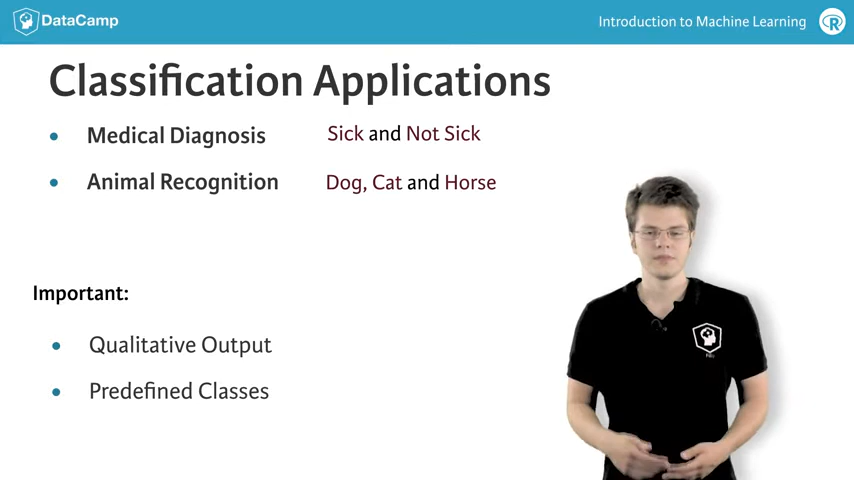 DataCamp
Introduction to Machine Learning
R
Classification Applications
• Medical Diagnosis Sick and Not Sick
• Animal Recognition Dog, Cat and Horse
Important:
• Qualitative Output
• Predefined Classes